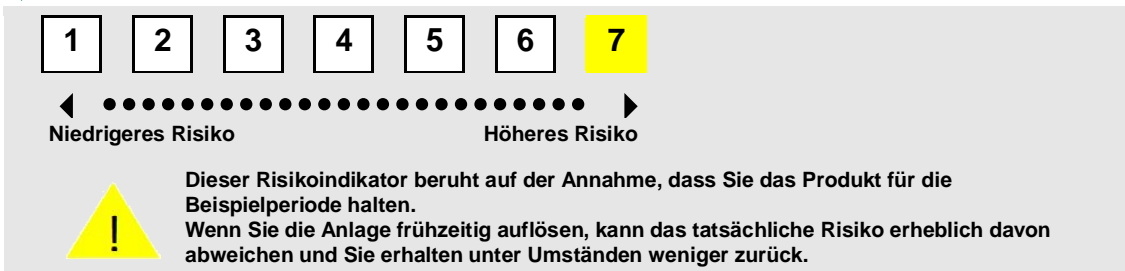 1 2 3 4 5 6 7
Niedrigeres Risiko Höheres Risiko
Dieser Risikoindikator beruht auf der Annahme, dass Sie das Produkt für die
Beispielperiode halten.
!
Wenn Sie die Anlage frühzeitig auflösen, kann das tatsächliche Risiko erheblich davon
abweichen und Sie erhalten unter Umständen weniger zurück.